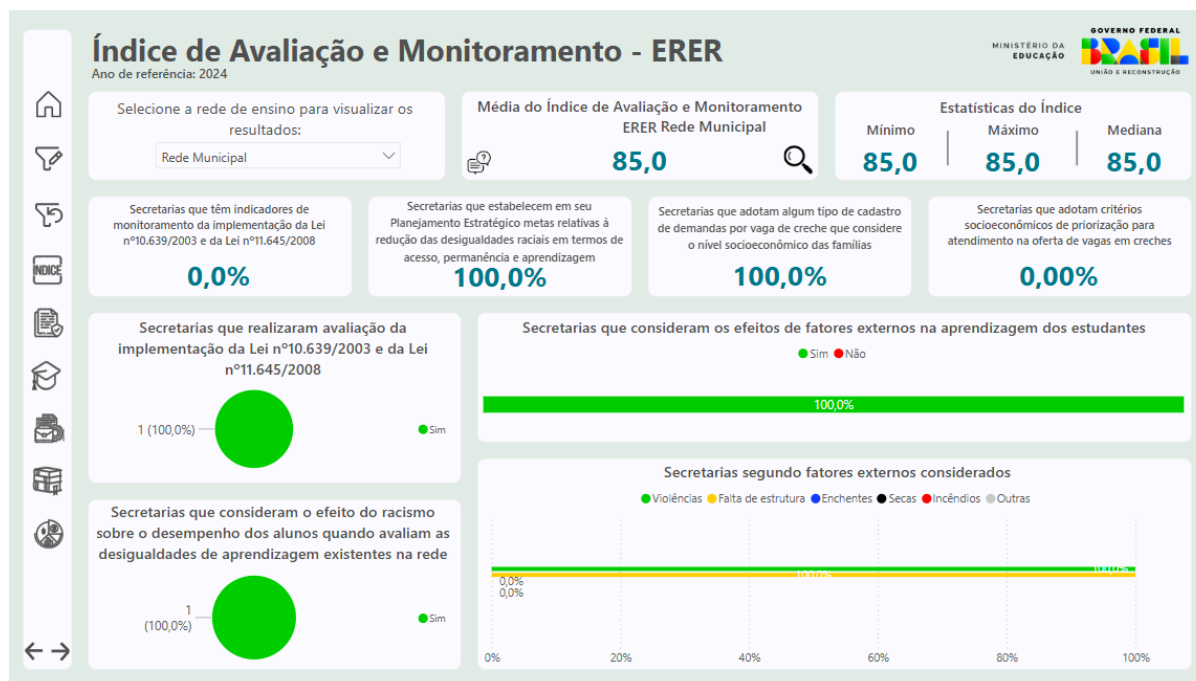 Índice de Avaliação e Monitoramento - ERER
Ano de referência: 2024
MINISTÉRIO DA
EDUCAÇÃO
GOVERNO FEDERAL
BRASIL
UNIÃO E RECONSTRUÇÃO
Selecione a rede de ensino para visualizar os
resultados:
Rede Municipal
Média do Índice de Avaliação e Monitoramento
ERER Rede Municipal
85,0
Estatísticas do Índice
Mínimo
Máximo
Mediana
85,0
85,0
85,0
INDICE
Secretarias que têm indicadores de
monitoramento da implementação da Lei
nº10.639/2003 e da Lei nº11.645/2008
0,0%
Secretarias que estabelecem em seu
Planejamento Estratégico metas relativas à
redução das desigualdades raciais em termos de
acesso, permanência e aprendizagem
100,0%
Secretarias que adotam algum tipo de cadastro
de demandas por vaga de creche que considere
o nível socioeconômico das famílias
100,0%
Secretarias que adotam critérios
socioeconômicos de priorização para
atendimento na oferta de vagas em creches
0,00%
Secretarias que realizaram avaliação da
implementação da Lei nº10.639/2003 e da Lei
nº11.645/2008
1 (100,0%)
Sim
Secretarias que consideram os efeitos de fatores externos na aprendizagem dos estudantes
Sim Não
100,0%
Secretarias que consideram o efeito do racismo
sobre o desempenho dos alunos quando avaliam as
desigualdades de aprendizagem existentes na rede
1
(100,0%)
Sim
Secretarias segundo fatores externos considerados
Violências Falta de estrutura Enchentes Secas Incêndios Outras
100,0%
100,0%
0,0%
0,0%
0% 20% 40% 60% 80% 100%